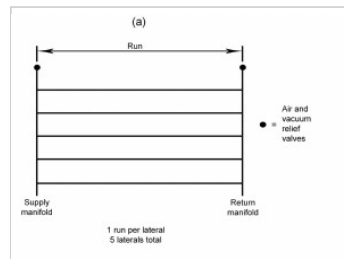 (a)
Run
Air and
vacuum
relief
valves
● =
Supply
manifold
Return
manifold
1 run per lateral
5 laterals total